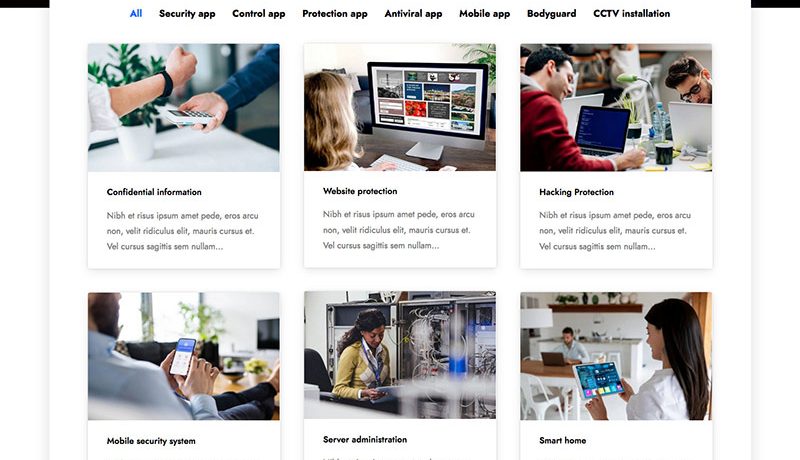 All Security app Control app Protection app Antiviral app Mobile app Bodyguard CCTV installation
Confidential information
Nibh et risus ipsum amet pede, eros arcu
non, velit ridiculus elit, mauris cursus et.
Vel cursus sagittis sem nullam...
Website protection
Nibh et risus ipsum amet pede, eros arcu
non, velit ridiculus elit, mauris cursus et.
Vel cursus sagittis sem nullam...
Hacking Protection
Nibh et risus ipsum amet pede, eros arcu
non, velit ridiculus elit, mauris cursus et.
Vel cursus sagittis sem nullam...
Mobile security system
Server administration
Smart home